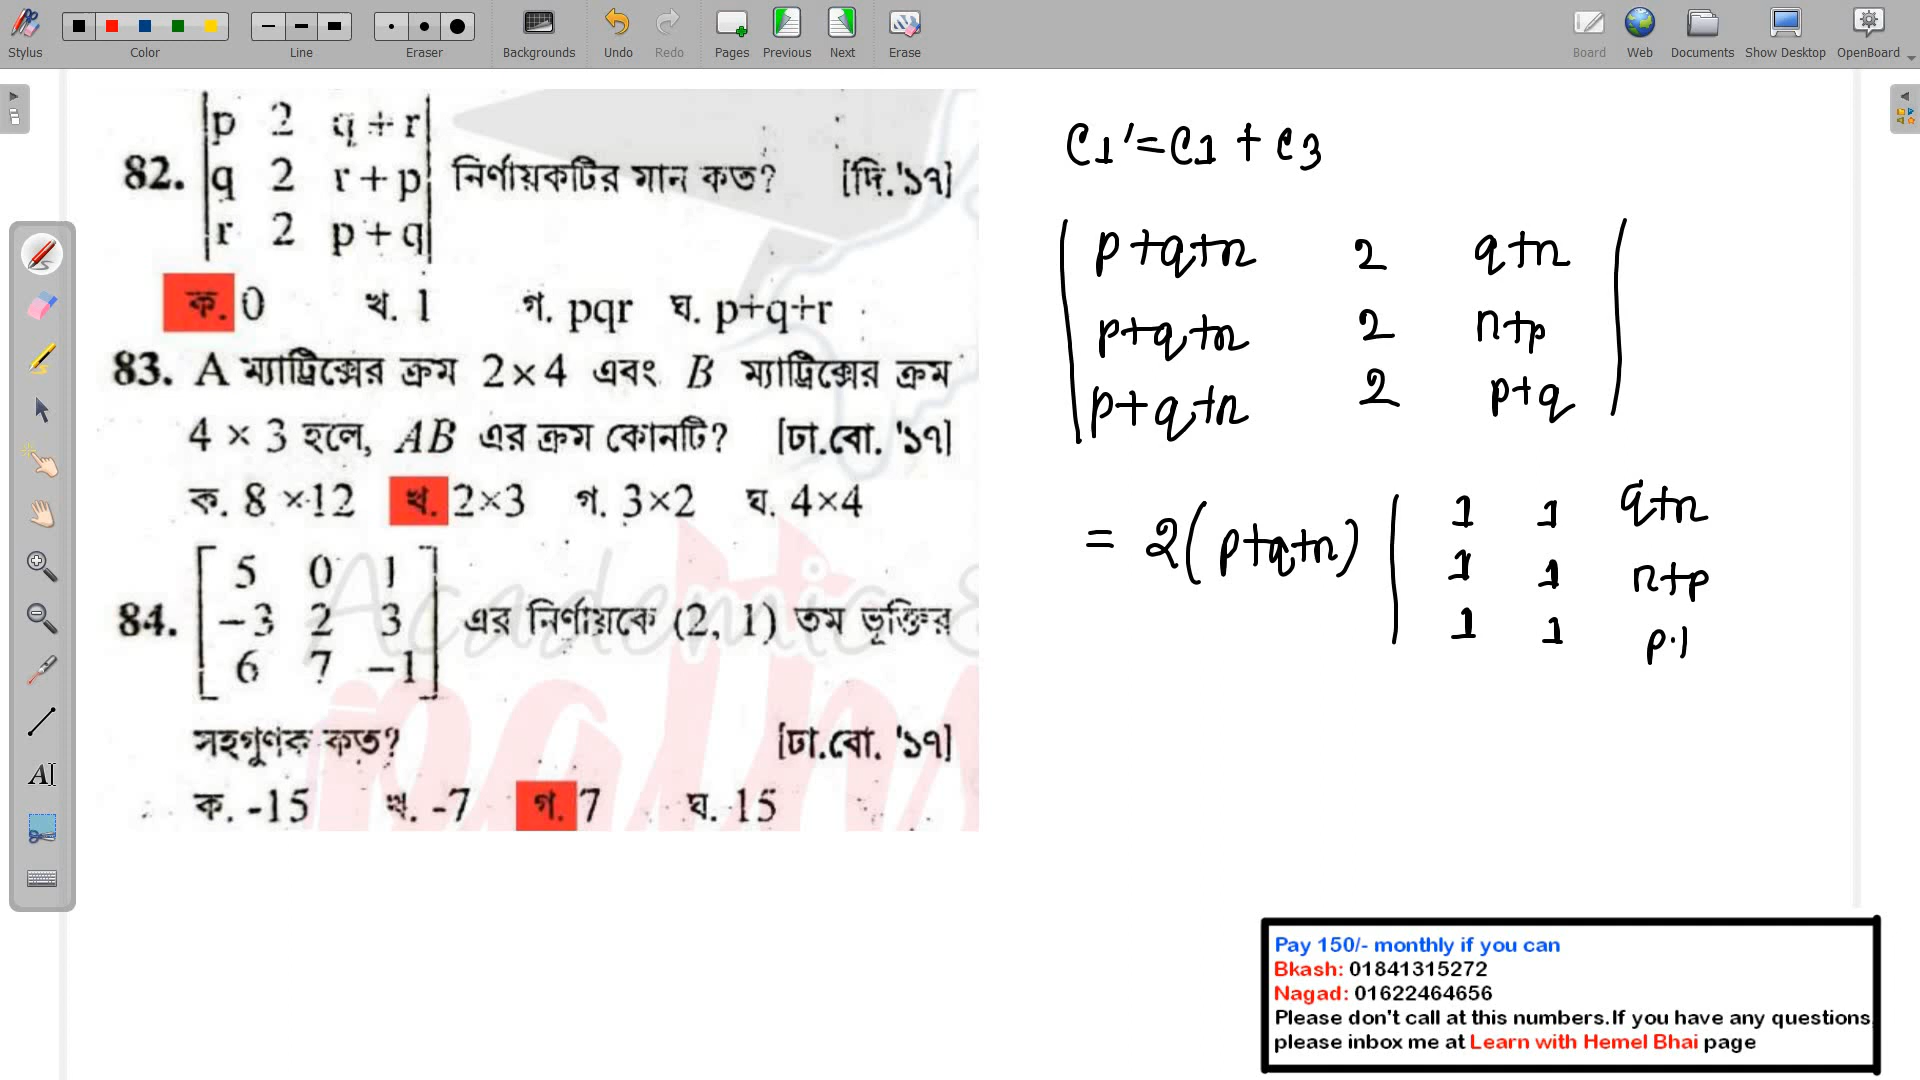 Stylus Color Line Eraser Backgrounds Undo Redo Pages Previous Next Erase Board Web Documents Show Desktop OpenBoard
82. |p 2 q+r|
|q 2 r+p| নির্ণায়কটির মান কত? [দি.'১৭]
|r 2 p+q|
ক. 0 খ. 1 গ. pqr ঘ. p+q+r
83. A ম্যাট্রিক্সের ক্রম 2×4 এবং B ম্যাট্রিক্সের ক্রম
4 × 3 হলে, AB এর ক্রম কোনটি? [ঢা.বো. '১৭]
ক. 8 ×12 খ. 2×3 গ. 3×2 ঘ. 4×4
84. [5 0 1
-3 2 3 এর নির্ণায়কে (2, 1) তম ভূক্তির
6 7 -1]
সহগুণক কত? [ঢা.বো. '১৭]
ক. -15 খ. -7 গ. 7 ঘ. 15
Academic
C1'=C1 + C3
|p+q+r 2 q+r|
|p+q+r 2 r+p|
|p+q+r 2 p+q|
= 2(p+q+r) | 1 1 q+r
1 1 r+p
1 1 p
Pay 150/- monthly if you can
Bkash: 01841315272
Nagad: 01622464656
Please don't call at this numbers.If you have any questions
please inbox me at Learn with Hemel Bhai page